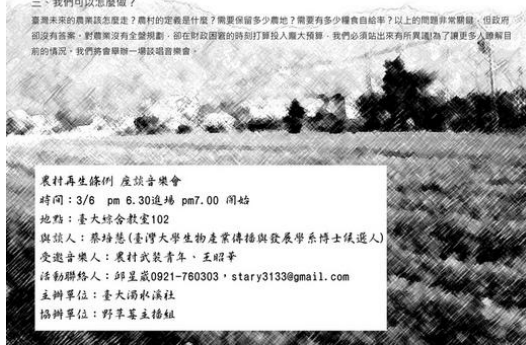 三、我們可以怎麼做？
臺灣未來的農業該怎麼走？農村的定義是什麼？需要保留多少農地？需要有多少糧食自給率？以上的問題非常關鍵，但政府
卻沒有答案，對農業沒有全盤規劃，卻在財政困窘的時刻打算投入龐大預算，我們必須站出來有所異議!為了讓更多人瞭解目
前的情況，我們將會舉辦一場談唱音樂會。
農村再生條例 座談音樂會
時間：3/6 pm 6.30進場 pm7.00 開始
地點：臺大綜合教室102
與談人：蔡培慧(臺灣大學生物產業傳播與發展學系博士候選人)
受邀音樂人：農村武裝青年、王昭華
活動聯絡人：邱星崴0921-760303，stary3133@gmail.com
主辦單位：臺大濁水溪社
協辦單位：野草莓主播組